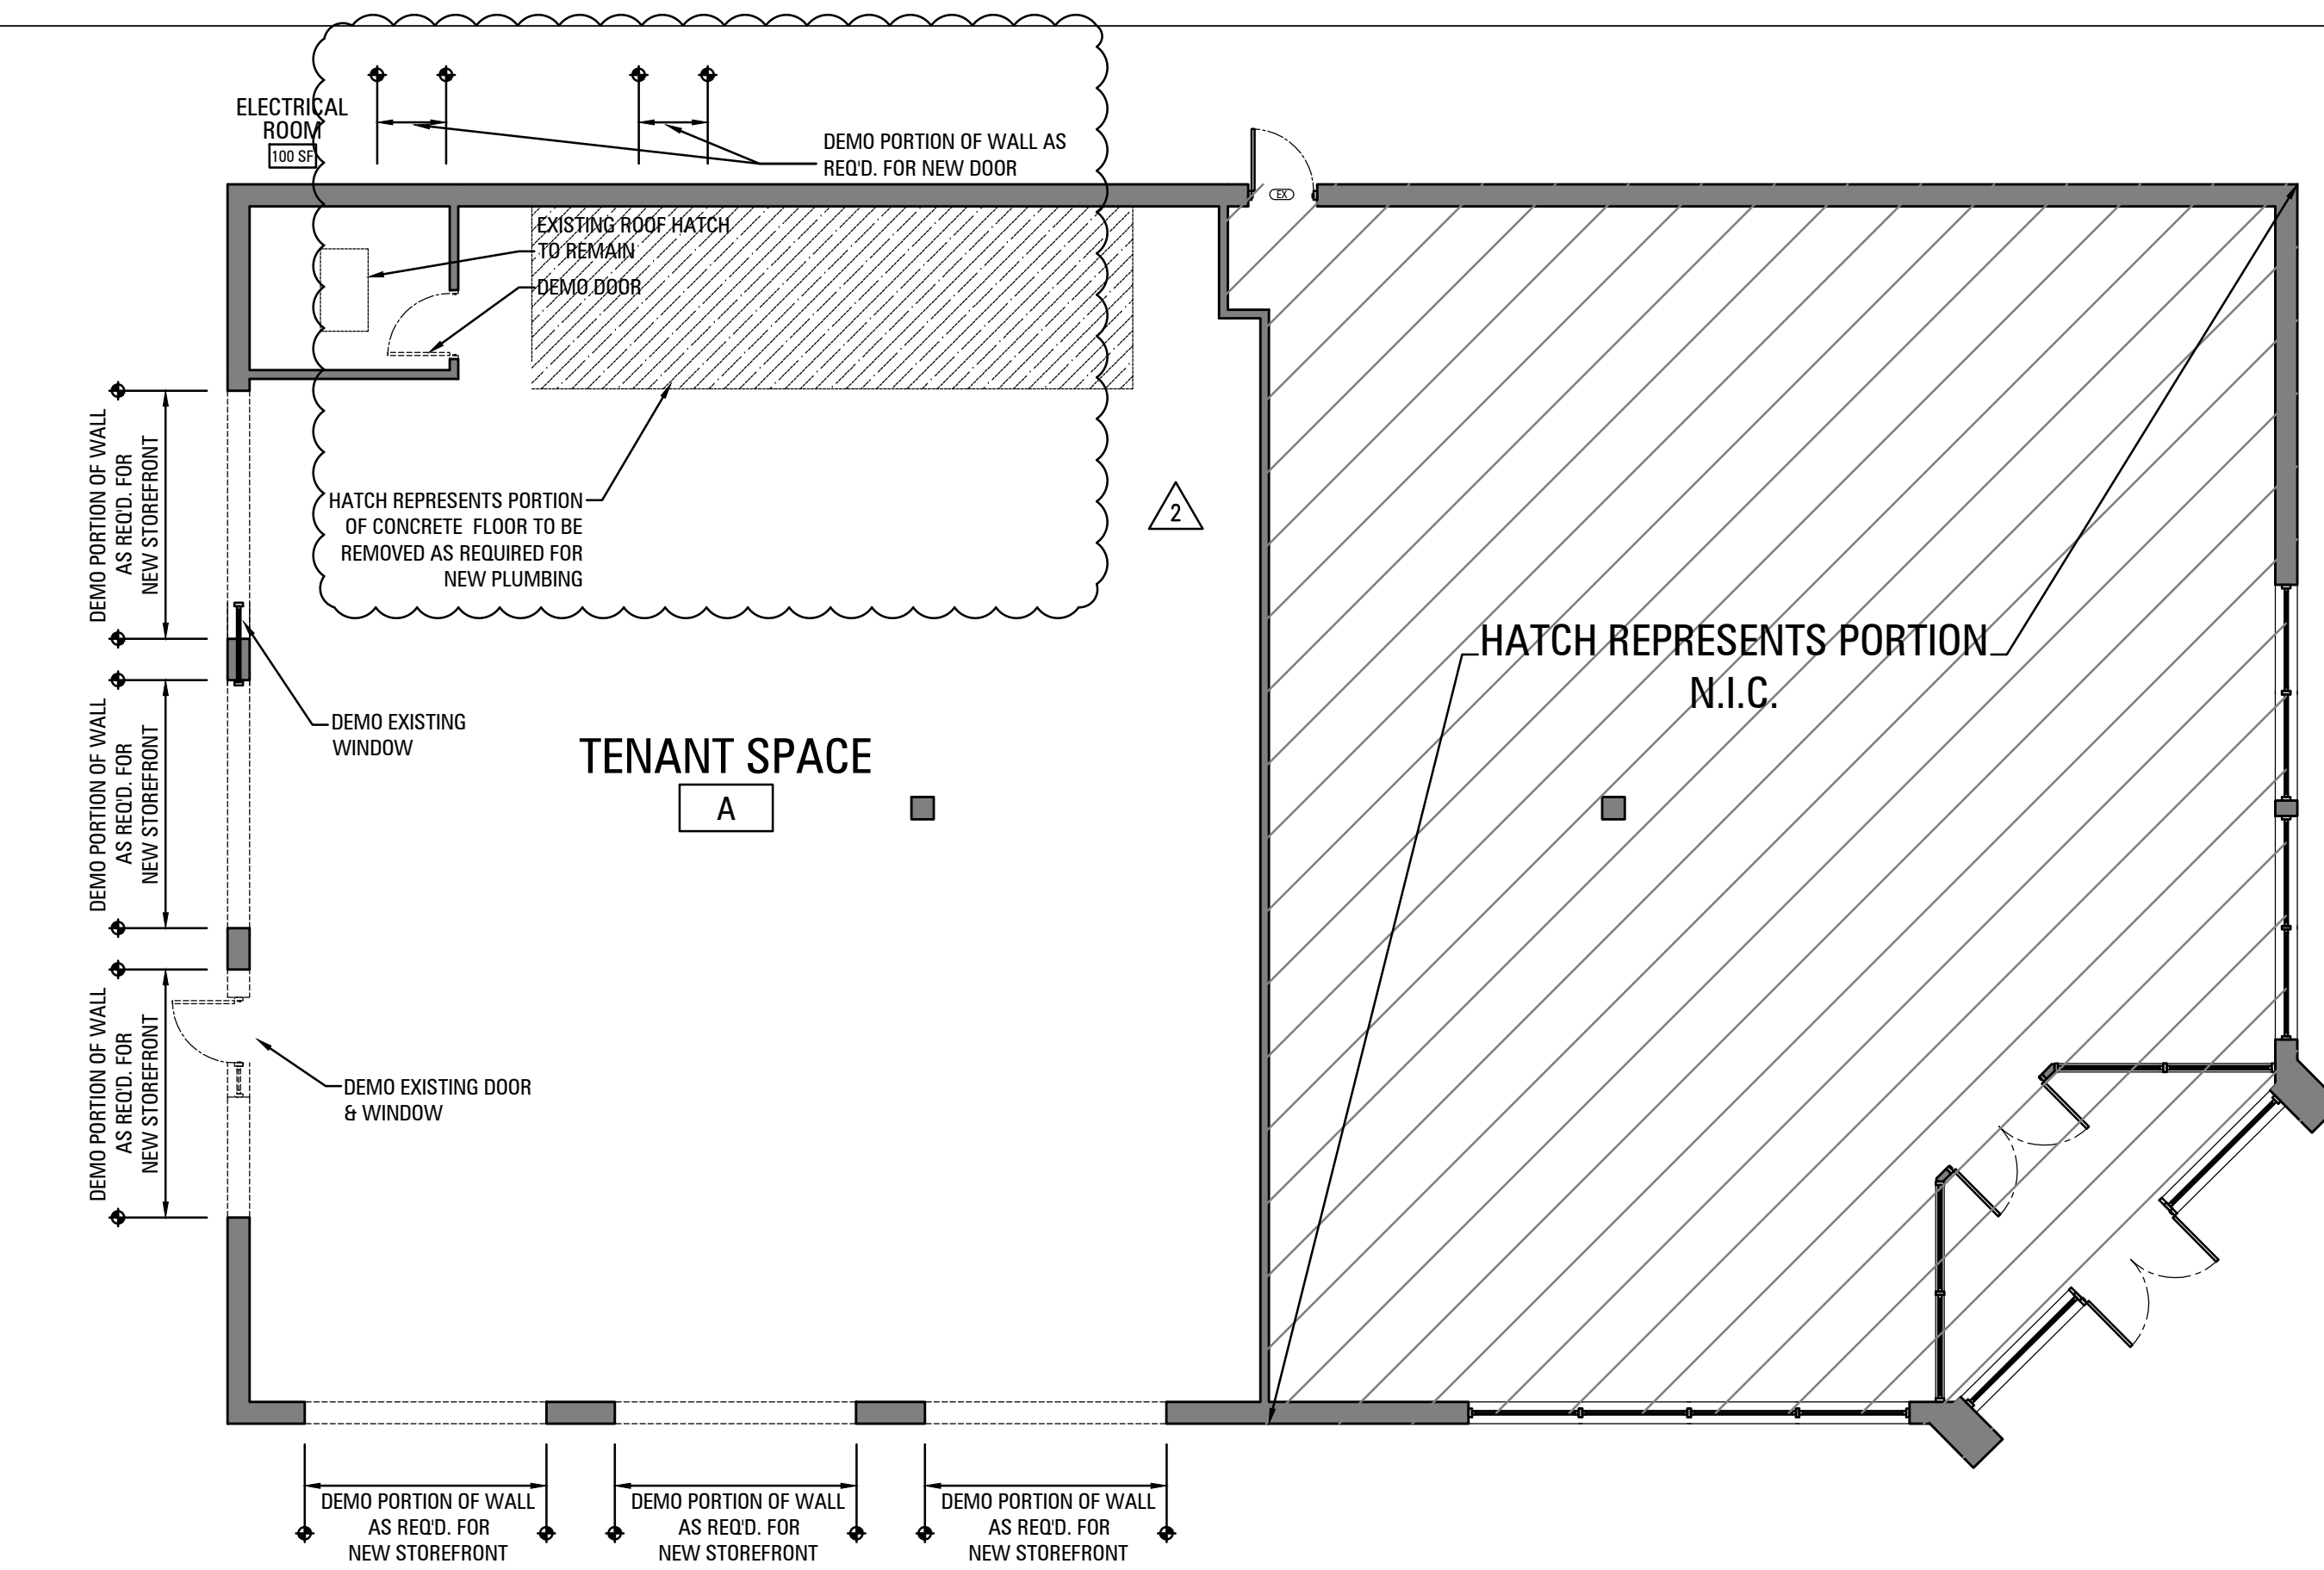 ELECTRICAL
ROOM
100 SF
DEMO PORTION OF WALL AS
REQ'D. FOR NEW DOOR
EX
EXISTING ROOF HATCH
TO REMAIN
DEMO DOOR
DEMO PORTION OF WALL
AS REQ'D. FOR
NEW STOREFRONT
HATCH REPRESENTS PORTION
OF CONCRETE FLOOR TO BE
REMOVED AS REQUIRED FOR
NEW PLUMBING
2
HATCH REPRESENTS PORTION
N.I.C.
DEMO EXISTING
WINDOW
TENANT SPACE
A
DEMO PORTION OF WALL
AS REQ'D. FOR
NEW STOREFRONT
DEMO PORTION OF WALL
AS REQ'D. FOR
NEW STOREFRONT
DEMO EXISTING DOOR
& WINDOW
DEMO PORTION OF WALL
AS REQ'D. FOR
NEW STOREFRONT
DEMO PORTION OF WALL
AS REQ'D. FOR
NEW STOREFRONT
DEMO PORTION OF WALL
AS REQ'D. FOR
NEW STOREFRONT